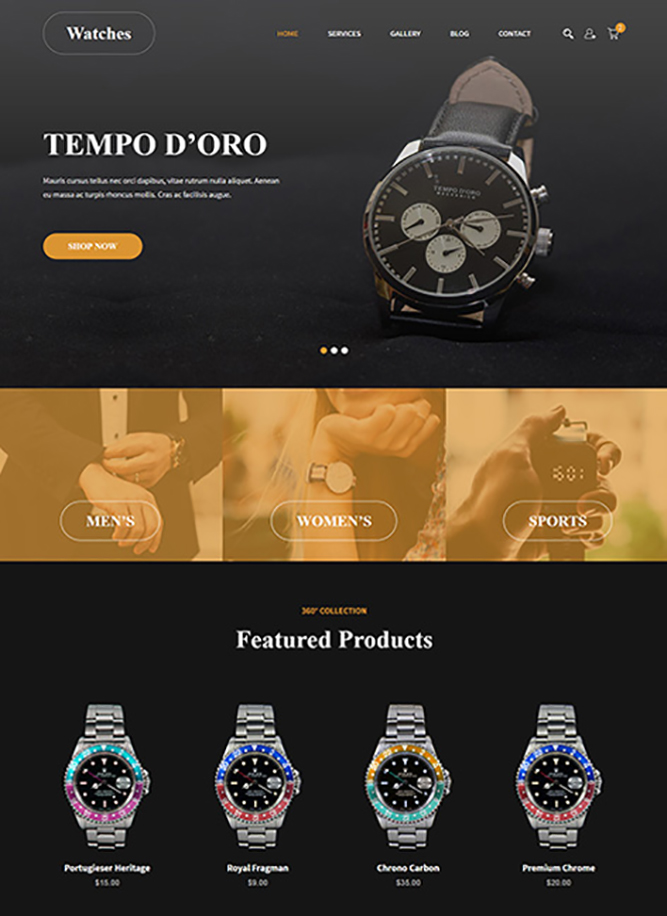 Watches
HOME SERVICES GALLERY BLOG CONTACT
TEMPO D'ORO
Mauris cursus tellus nec orci dapibus, vitae rutrum nulla aliquet. Aenean
eu massa ac turpis rhoncus mollis. Cras ac facilisis augue.
SHOP NOW
TEMPO D'ORO
MEN'S WOMEN'S SPORTS
360° COLLECTION
Featured Products
Portugieser Heritage Royal Fragman Chrono Carbon Premium Chrome
$15.00 $9.00 $35.00 $20.00